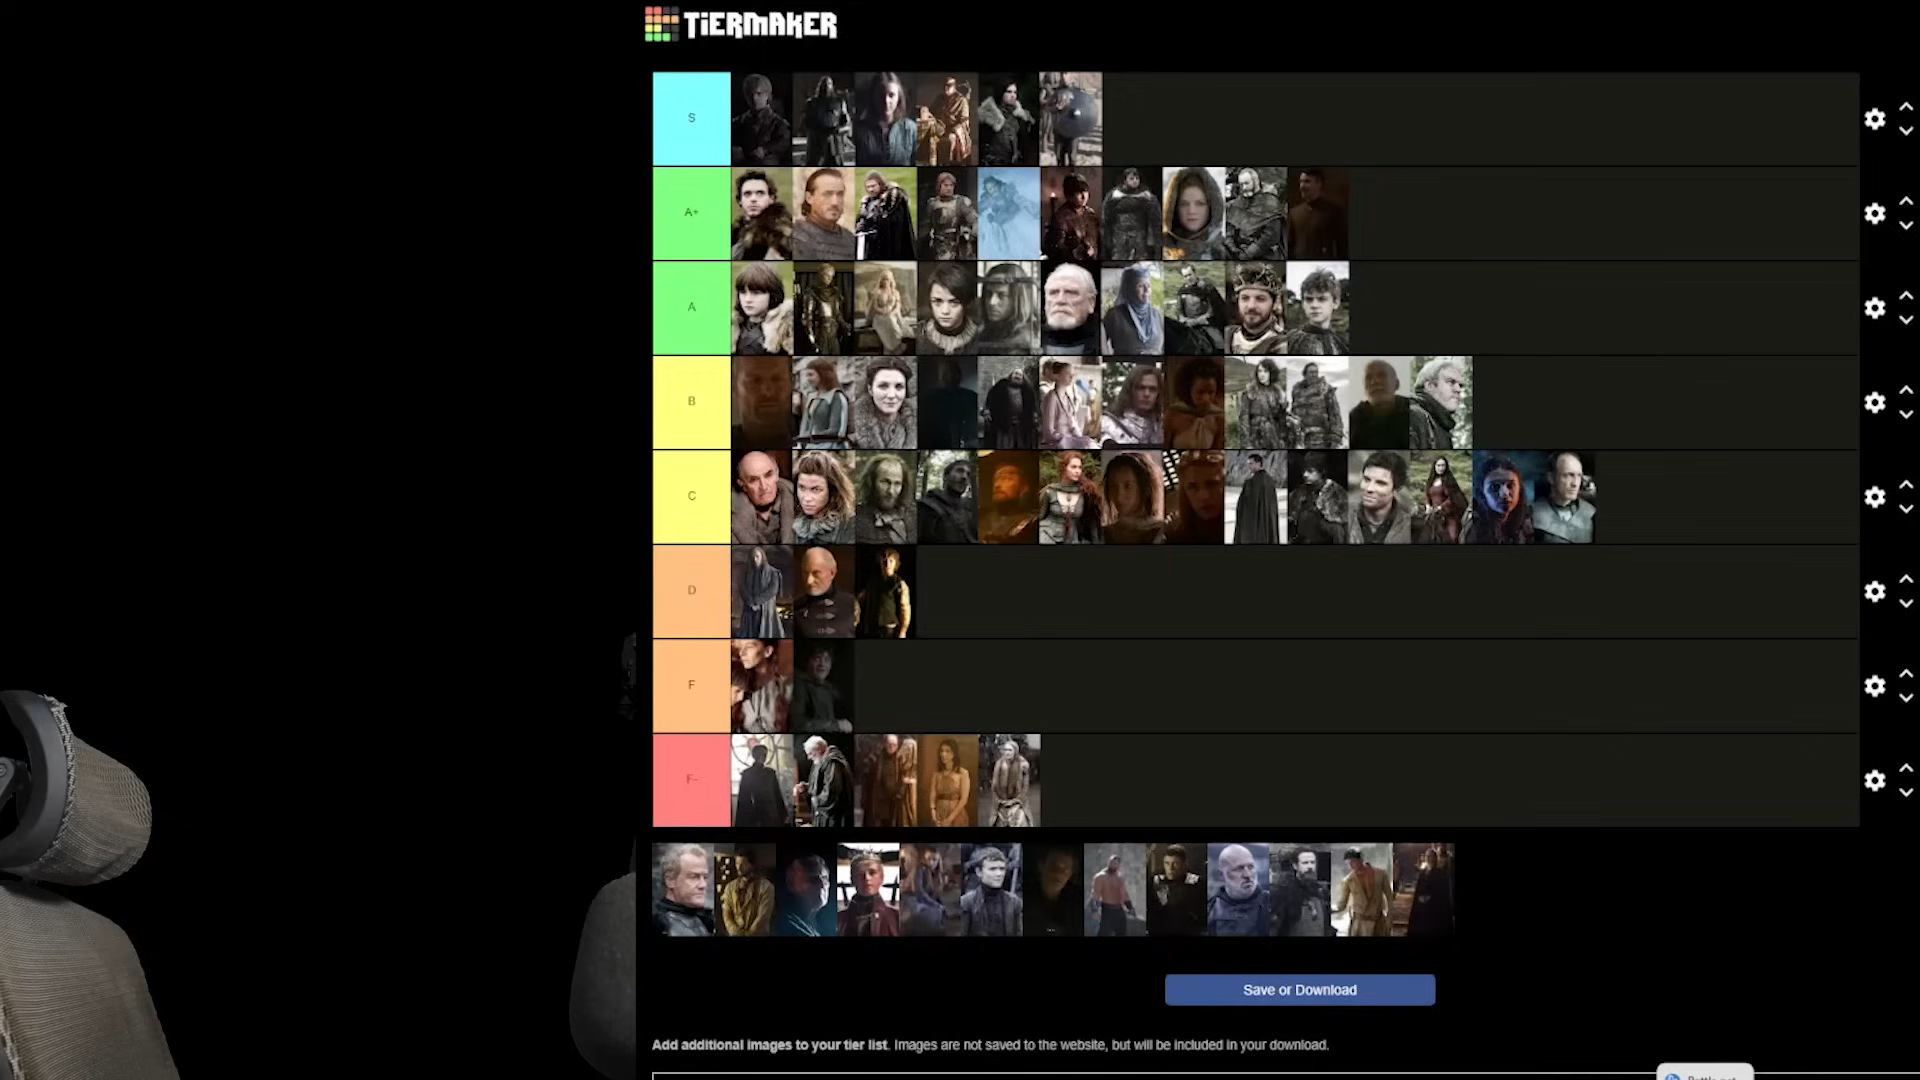 TiERMAKER
S
A+
A
B
C
D
F
F-
Save or Download
Add additional images to your tier list. Images are not saved to the website, but will be included in your download.